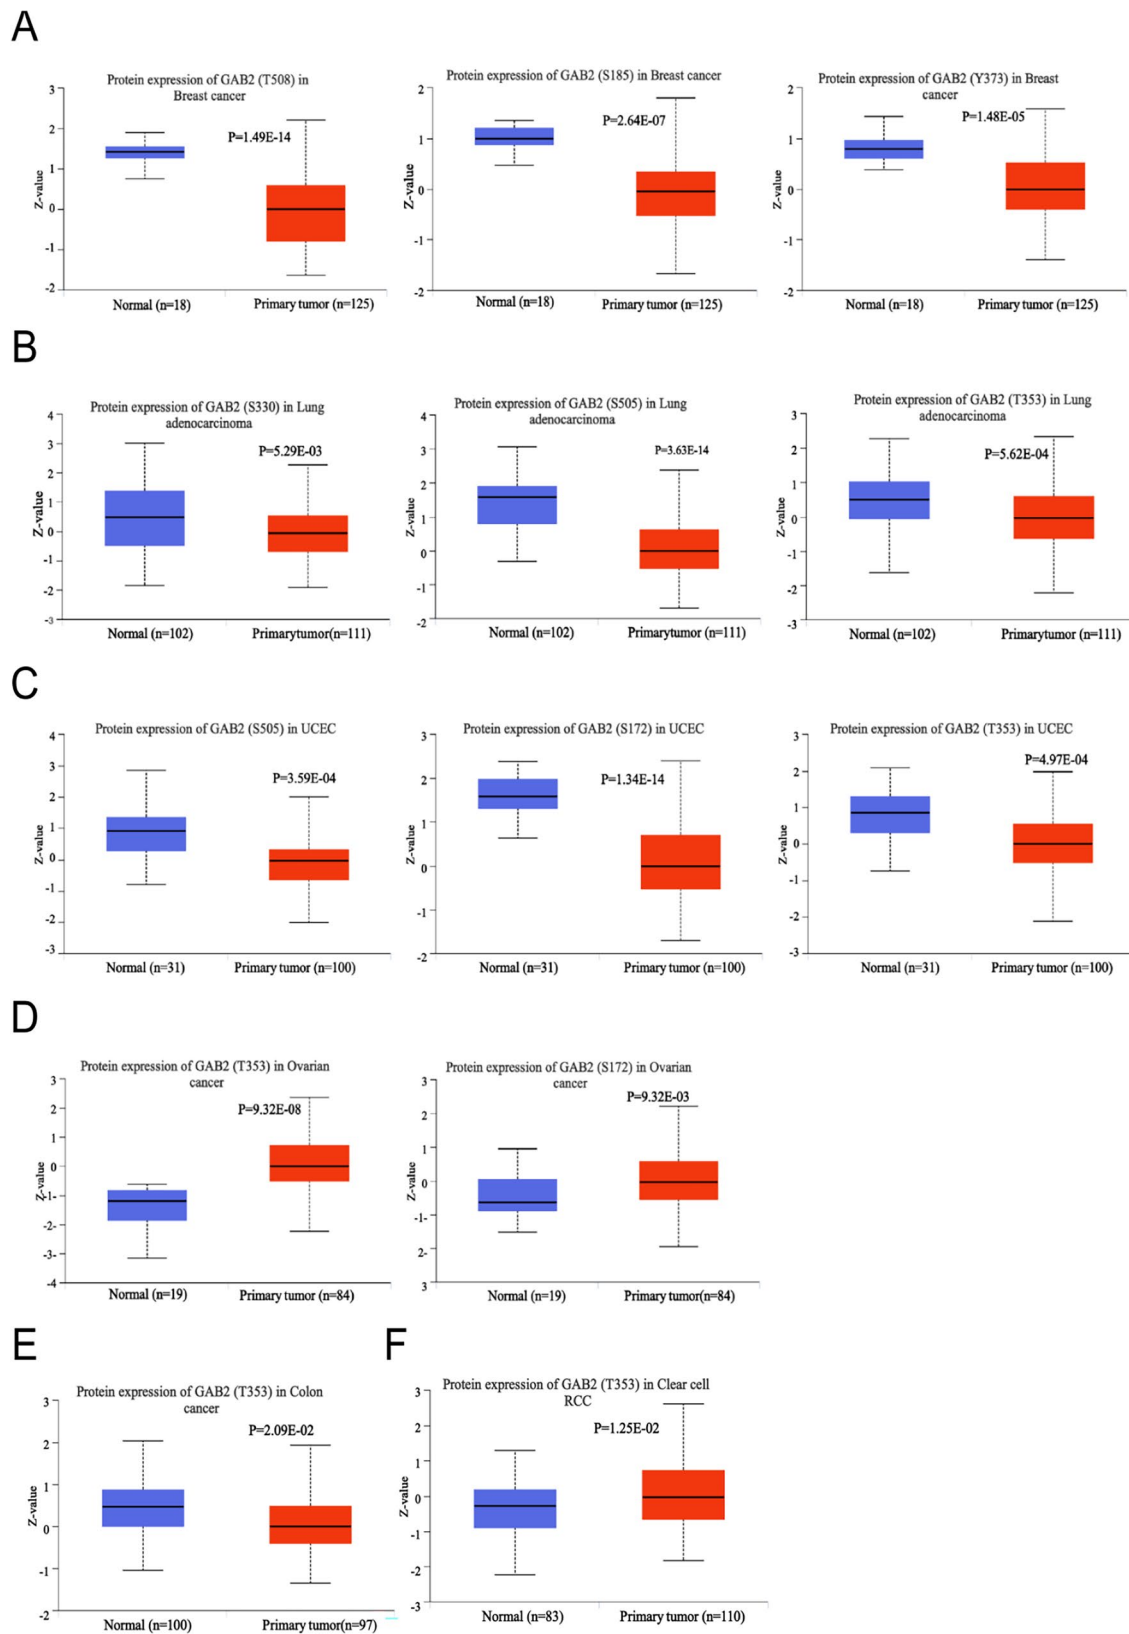 A
Protein expression of GAB2 (T508) in
Breast cancer
P=1.49E-14
Z-value
3
2
1
0
-1
-2
Normal (n=18)
Primary tumor (n=125)
Protein expression of GAB2 (S185) in Breast cancer
P=2.64E-07
Z-value
2
1
0
-1
-2
Normal (n=18)
Primary tumor (n=125)
Protein expression of GAB2 (Y373) in Breast
cancer
P=1.48E-05
Z-value
2
1
0
-1
-2
Normal (n=18)
Primary tumor (n=125)
B
Protein expression of GAB2 (S330) in Lung
adenocarcinoma
P=5.29E-03
Z-value
4
3
2
1
0
-1
-2
-3
Normal (n=102)
Primarytumor(n=111)
Protein expression of GAB2 (S505) in Lung
adenocarcinoma
P=3.63E-14
Z-value
4
3
2
1
0
-1
-2
Normal (n=102)
Primarytumor (n=111)
Protein expression of GAB2 (T353) in Lung
adenocarcinoma
P=5.62E-04
Z-value
3
2
1
0
-1
-2
-3
Normal (n=102)
Primarytumor (n=111)
C
Protein expression of GAB2 (S505) in UCEC
P=3.59E-04
Z-value
4
3
2
1
0
-1
-2
-3
Normal (n=31)
Primary tumor (n=100)
Protein expression of GAB2 (S172) in UCEC
P=1.34E-14
Z-value
3
2
1
0
-1
-2
Normal (n=31)
Primary tumor (n=100)
Protein expression of GAB2 (T353) in UCEC
P=4.97E-04
Z-value
3
2
1
0
-1
-2
-3
Normal (n=31)
Primary tumor (n=100)
D
Protein expression of GAB2 (T353) in Ovarian
cancer
P=9.32E-08
Z-value
3
2
1
0
-1-
-2-
-3-
-4
Normal (n=19)
Primary tumor (n=84)
Protein expression of GAB2 (S172) in Ovarian
cancer
P=9.32E-03
Z-value
3
2
1
0
-1-
2-
3
Normal (n=19)
Primary tumor(n=84)
E
Protein expression of GAB2 (T353) in Colon
cancer
P=2.09E-02
Z-value
3
2
1
0
-1
-2
Normal (n=100)
Primary tumor(n=97)
F
Protein expression of GAB2 (T353) in Clear cell
RCC
P=1.25E-02
Z-value
3
2
1
0
-1
-2
-3
Normal (n=83)
Primary tumor (n=110)